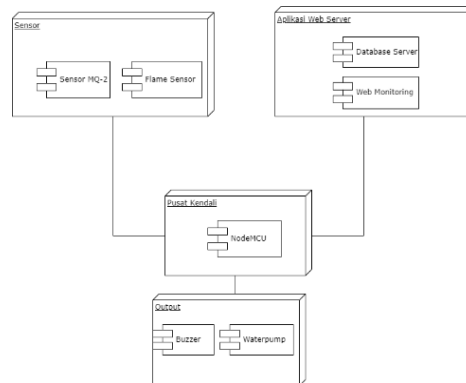 Sensor
Sensor MQ-2
Flame Sensor
Aplikasi Web Server
Database Server
Web Monitoring
Pusat Kendali
NodeMCU
Output
Buzzer
Waterpump